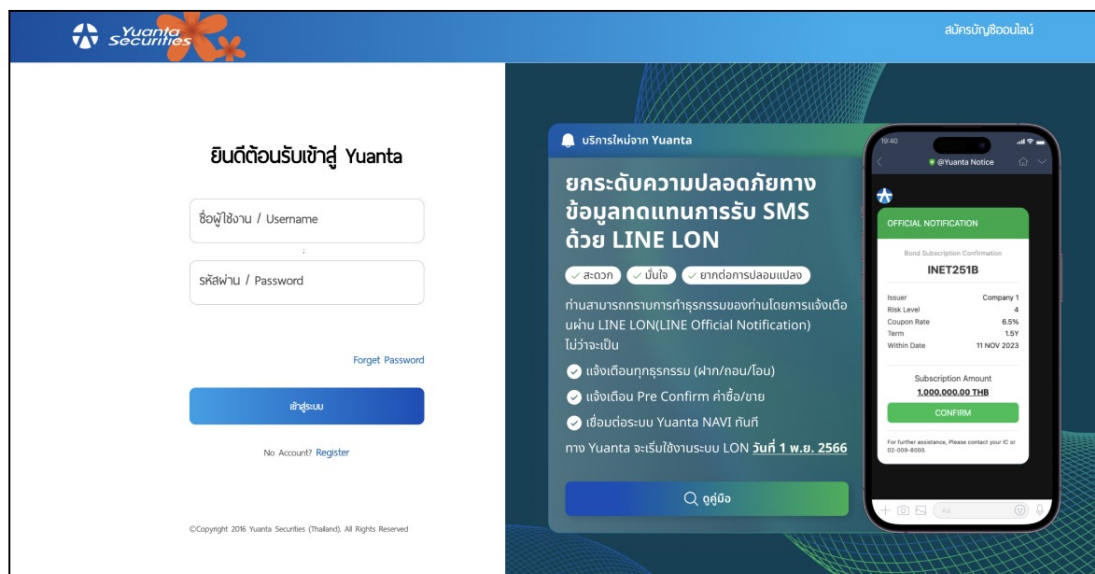 Yuanta
Securities
สมัครบัญชีออนไลน์
ยินดีต้อนรับเข้าสู่ Yuanta
ชื่อผู้ใช้งาน / Username
:
รหัสผ่าน / Password
Forget Password
เข้าสู่ระบบ
No Account? Register
©Copyright 2016 Yuanta Securities (Thailand). All Rights Reserved
บริการใหม่จาก Yuanta
ยกระดับความปลอดภัยทาง
ข้อมูลทดแทนการรับ SMS
ด้วย LINE LON
สะดวก มั่นใจ ยากต่อการปลอมแปลง
ท่านสามารถทราบการทำธุรกรรมของท่านโดยการแจ้งเตือ
นผ่าน LINE LON(LINE Official Notification)
ไม่ว่าจะเป็น
แจ้งเตือนทุกธุรกรรม (ฝาก/ถอน/โอน)
แจ้งเตือน Pre Confirm ค่าซื้อ/ขาย
เชื่อมต่อระบบ Yuanta NAVI ทันที
ทาง Yuanta จะเริ่มใช้งานระบบ LON วันที่ 1 พ.ย. 2566
ดูคู่มือ
19:40
@Yuanta Notice
OFFICIAL NOTIFICATION
Bond Subscription Confirmation
INET251B
Issuer Company 1
Risk Level 4
Coupon Rate 6.5%
Term 1.5Y
Within Date 11 NOV 2023
Subscription Amount
1,000,000.00 THB
CONFIRM
For further assistance, Please contact your IC or
02-009-8000.
Aa